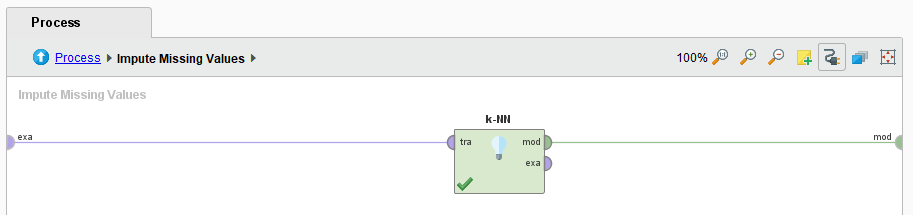 Process
Process Impute Missing Values
100%
Impute Missing Values
k-NN
exa
tra
mod
mod
exa